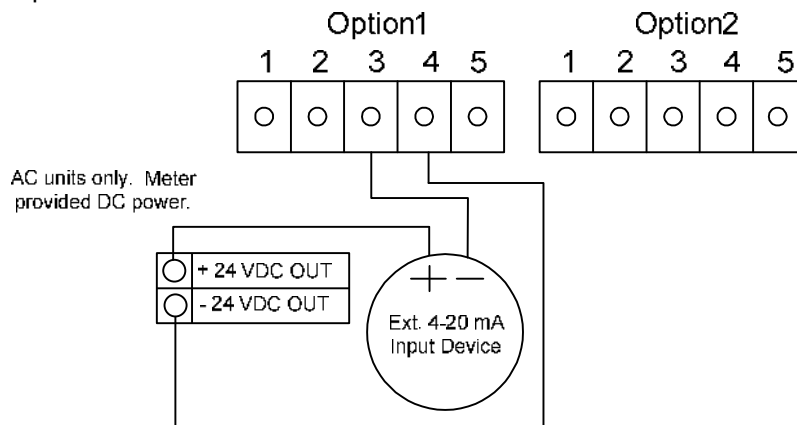 Option1 Option2
1 2 3 4 5 1 2 3 4 5
AC units only. Meter
provided DC power.
+ 24 VDC OUT
- 24 VDC OUT
+ −
Ext. 4-20 mA
Input Device